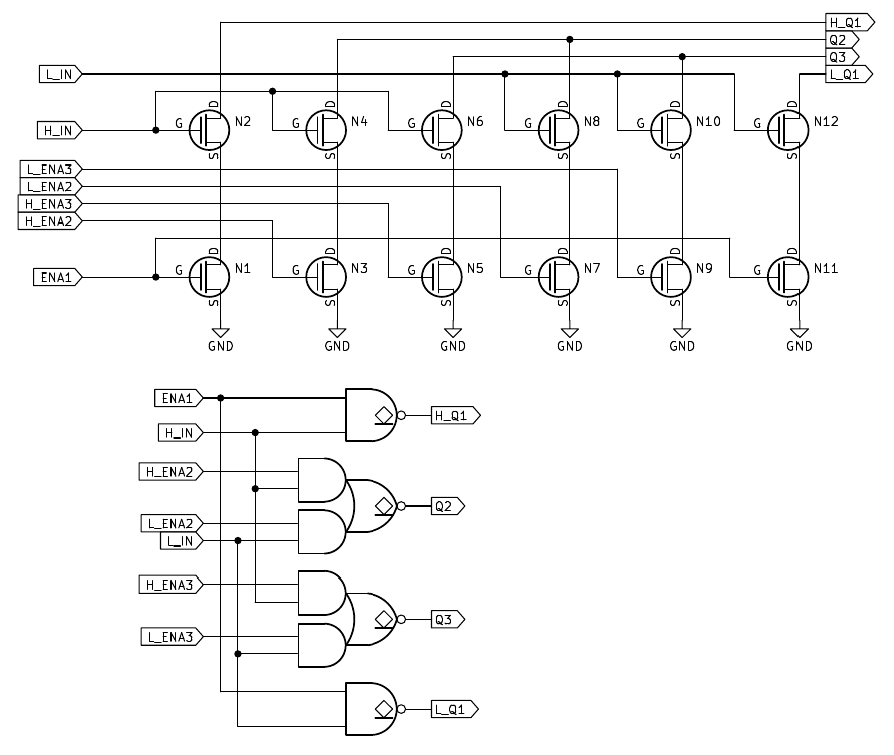 H_Q1
Q2
Q3
L_IN L_Q1
D D D D D D
H_IN G N2 G N4 G N6 G N8 G N10 G N12
S S S S S S
L_ENA3
L_ENA2
H_ENA3
H_ENA2
D D D D D D
ENA1 G N1 G N3 G N5 G N7 G N9 G N11
S S S S S S
GND GND GND GND GND GND
ENA1
H_Q1
H_IN
H_ENA2
Q2
L_ENA2
L_IN
H_ENA3
Q3
L_ENA3
L_Q1